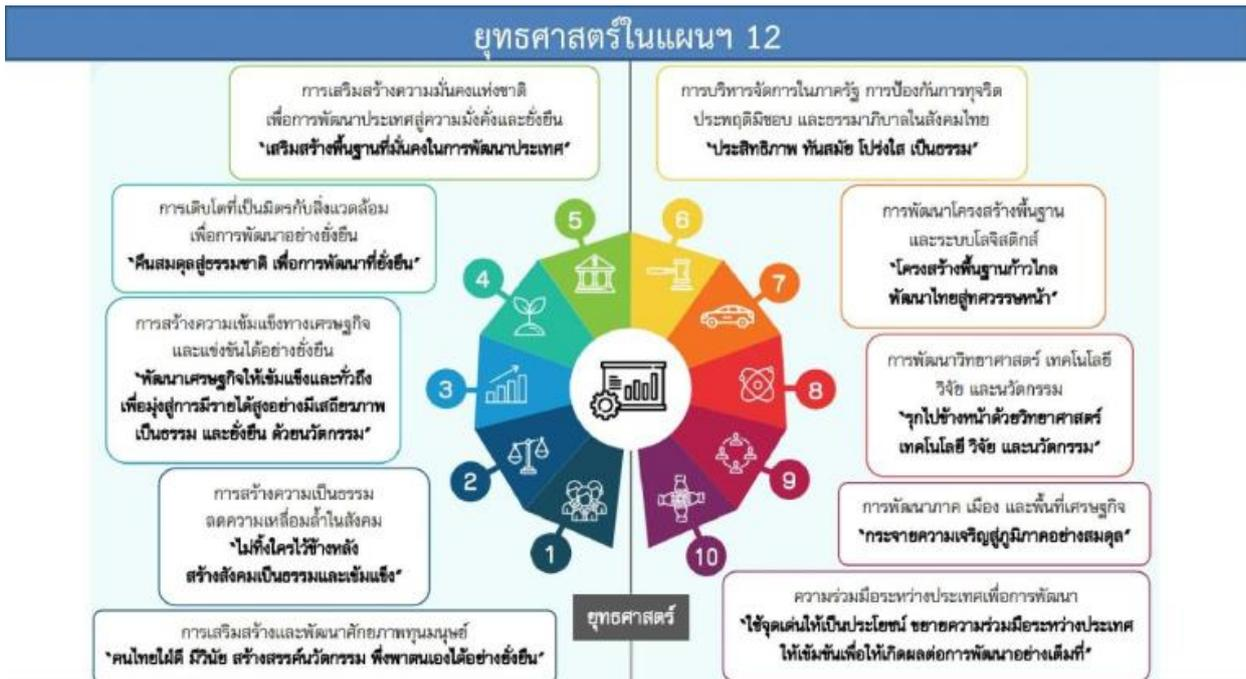 ยุทธศาสตร์ในแผนฯ 12
การเสริมสร้างความมั่นคงแห่งชาติ
เพื่อการพัฒนาประเทศสู่ความมั่งคั่งและยั่งยืน
"เสริมสร้างพื้นฐานที่มั่นคงในการพัฒนาประเทศ"
การบริหารจัดการในภาครัฐ การป้องกันการทุจริต
ประพฤติมิชอบ และธรรมาภิบาลในสังคมไทย
"ประสิทธิภาพ ทันสมัย โปร่งใส เป็นธรรม"
การเติบโตที่เป็นมิตรกับสิ่งแวดล้อม
เพื่อการพัฒนาอย่างยั่งยืน
"คืนสมดุลสู่ธรรมชาติ เพื่อการพัฒนาที่ยั่งยืน"
การพัฒนาโครงสร้างพื้นฐาน
และระบบโลจิสติกส์
"โครงสร้างพื้นฐานก้าวไกล
พัฒนาไทยสู่ทศวรรษหน้า"
การสร้างความเข้มแข็งทางเศรษฐกิจ
และแข่งขันได้อย่างยั่งยืน
"พัฒนาเศรษฐกิจให้เข้มแข็งและทั่วถึง
เพื่อมุ่งสู่การมีรายได้สูงอย่างมีเสถียรภาพ
เป็นธรรม และยั่งยืน ด้วยนวัตกรรม"
การพัฒนาวิทยาศาสตร์ เทคโนโลยี
วิจัย และนวัตกรรม
"รุกไปข้างหน้าด้วยวิทยาศาสตร์
เทคโนโลยี วิจัย และนวัตกรรม"
การสร้างความเป็นธรรม
ลดความเหลื่อมล้ำในสังคม
"ไม่ทิ้งใครไว้ข้างหลัง
สร้างสังคมเป็นธรรมและเข้มแข็ง"
การพัฒนาภาค เมือง และพื้นที่เศรษฐกิจ
"กระจายความเจริญสู่ภูมิภาคอย่างสมดุล"
การเสริมสร้างและพัฒนาศักยภาพทุนมนุษย์
"คนไทยใฝ่ดี มีวินัย สร้างสรรค์นวัตกรรม พึ่งพาตนเองได้อย่างยั่งยืน"
ความร่วมมือระหว่างประเทศเพื่อการพัฒนา
"ใช้จุดเด่นให้เป็นประโยชน์ ขยายความร่วมมือระหว่างประเทศ
ให้เข้มข้นเพื่อให้เกิดผลต่อการพัฒนาอย่างเต็มที่"
1
2
3
4
5
6
7
8
9
10
ยุทธศาสตร์